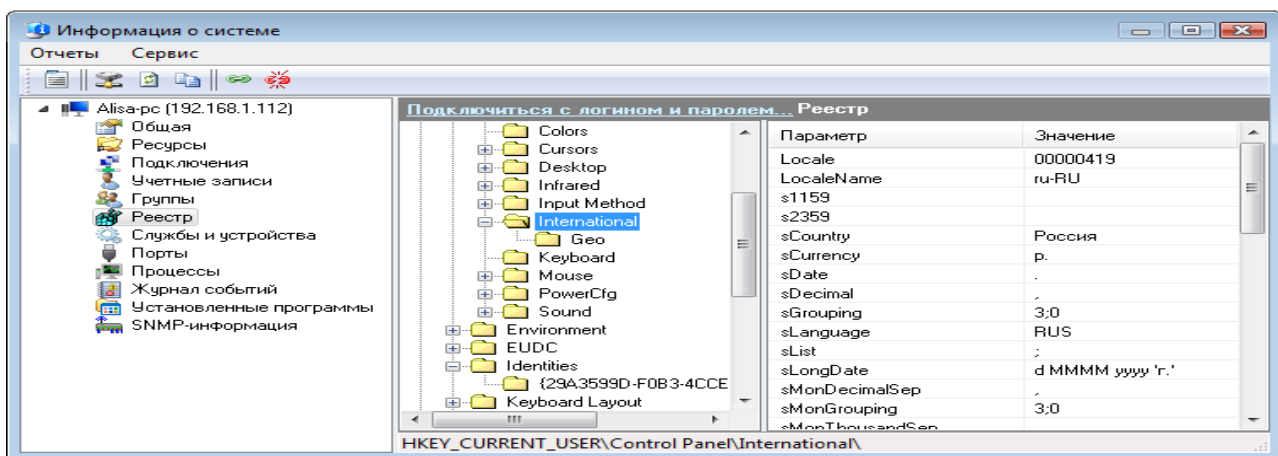 Информация о системе
Отчеты Сервис
Alisa-pc (192.168.1.112)
Общая
Ресурсы
Подключения
Учетные записи
Группы
Реестр
Службы и устройства
Порты
Процессы
Журнал событий
Установленные программы
SNMP-информация
Подключиться с логином и паролем... Реестр
Colors
Cursors
Desktop
Infrared
Input Method
International
Geo
Keyboard
Mouse
PowerCfg
Sound
Environment
EUDC
Identities
{29A3599D-F0B3-4CCE
Keyboard Layout
Параметр Значение
Locale 00000419
LocaleName ru-RU
s1159
s2359
sCountry Россия
sCurrency р.
sDate .
sDecimal ,
sGrouping 3;0
sLanguage RUS
sList ;
sLongDate d MMMM yyyy 'г.'
sMonDecimalSep ,
sMonGrouping 3;0
sMonThousandSep
HKEY_CURRENT_USER\Control Panel\International\